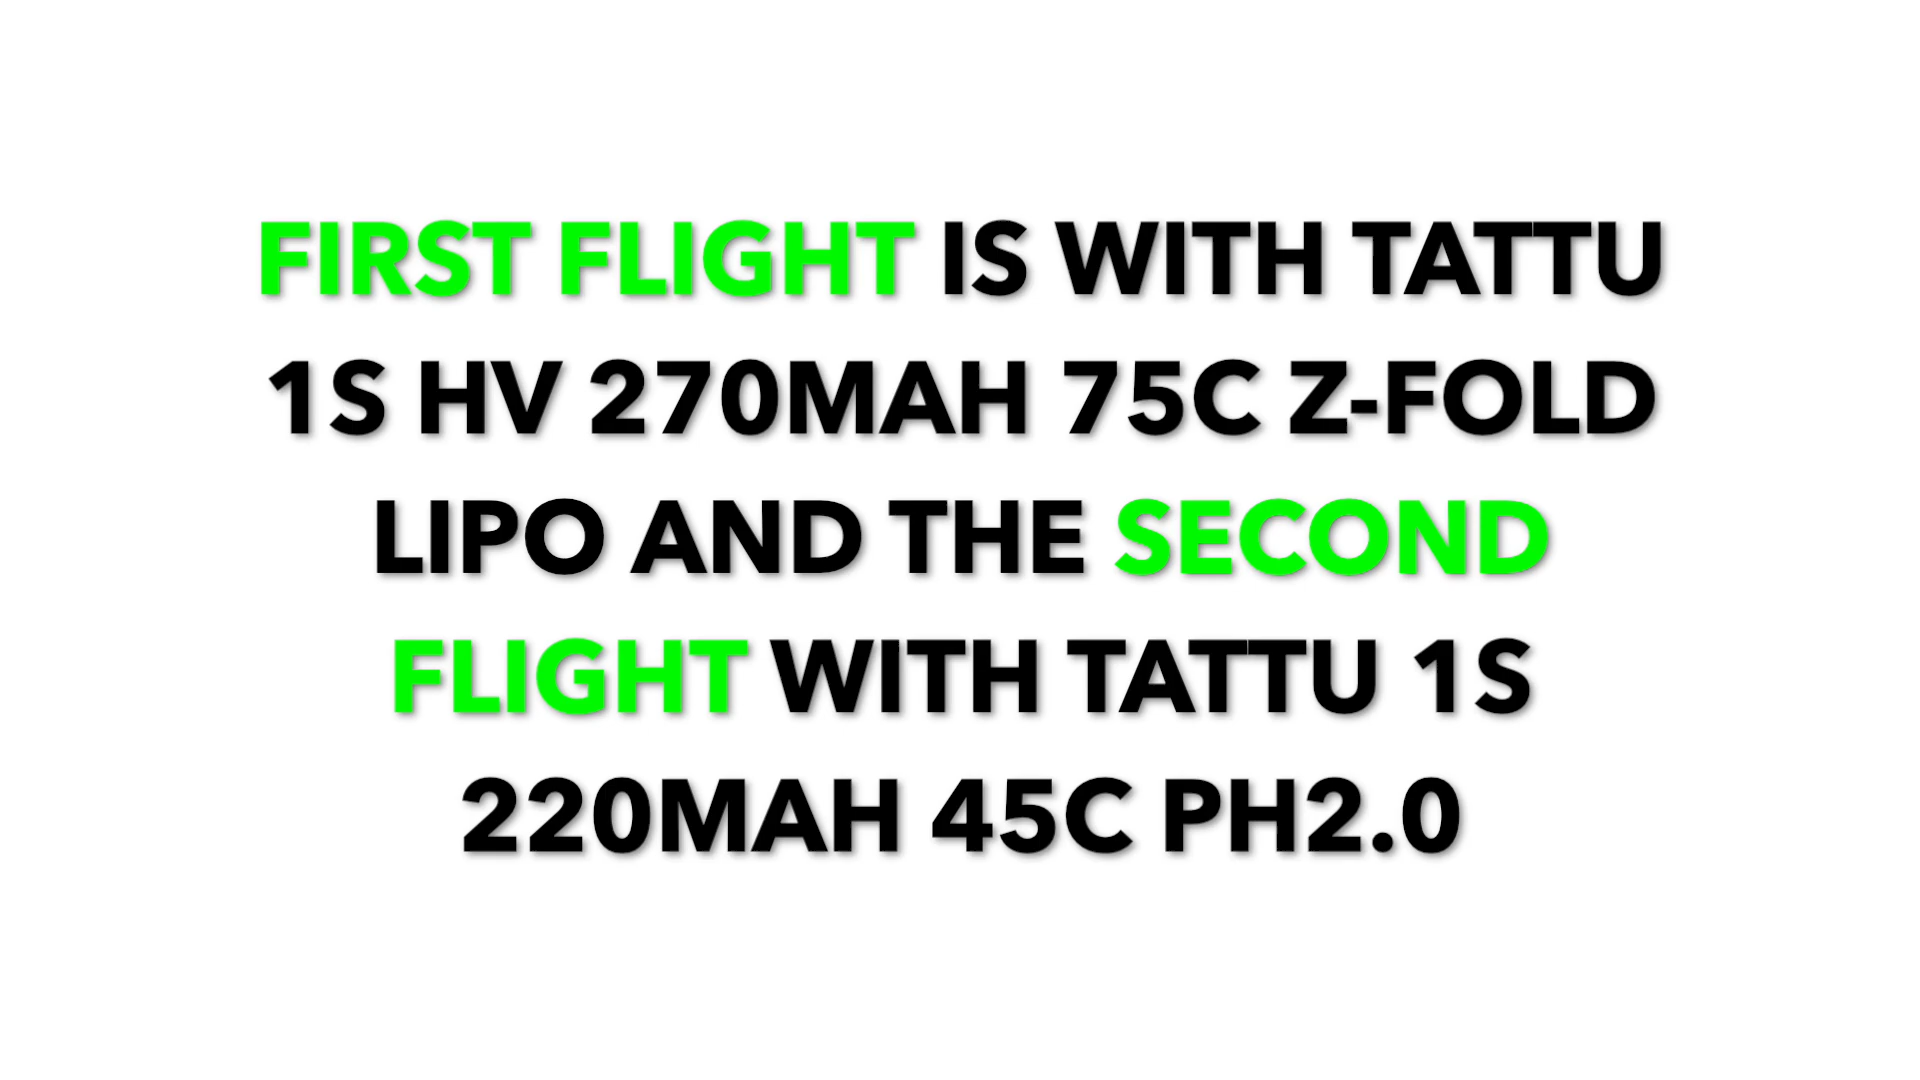 FIRST FLIGHT IS WITH TATTU
1S HV 270MAH 75C Z-FOLD
LIPO AND THE SECOND
FLIGHT WITH TATTU 1S
220MAH 45C PH2.0